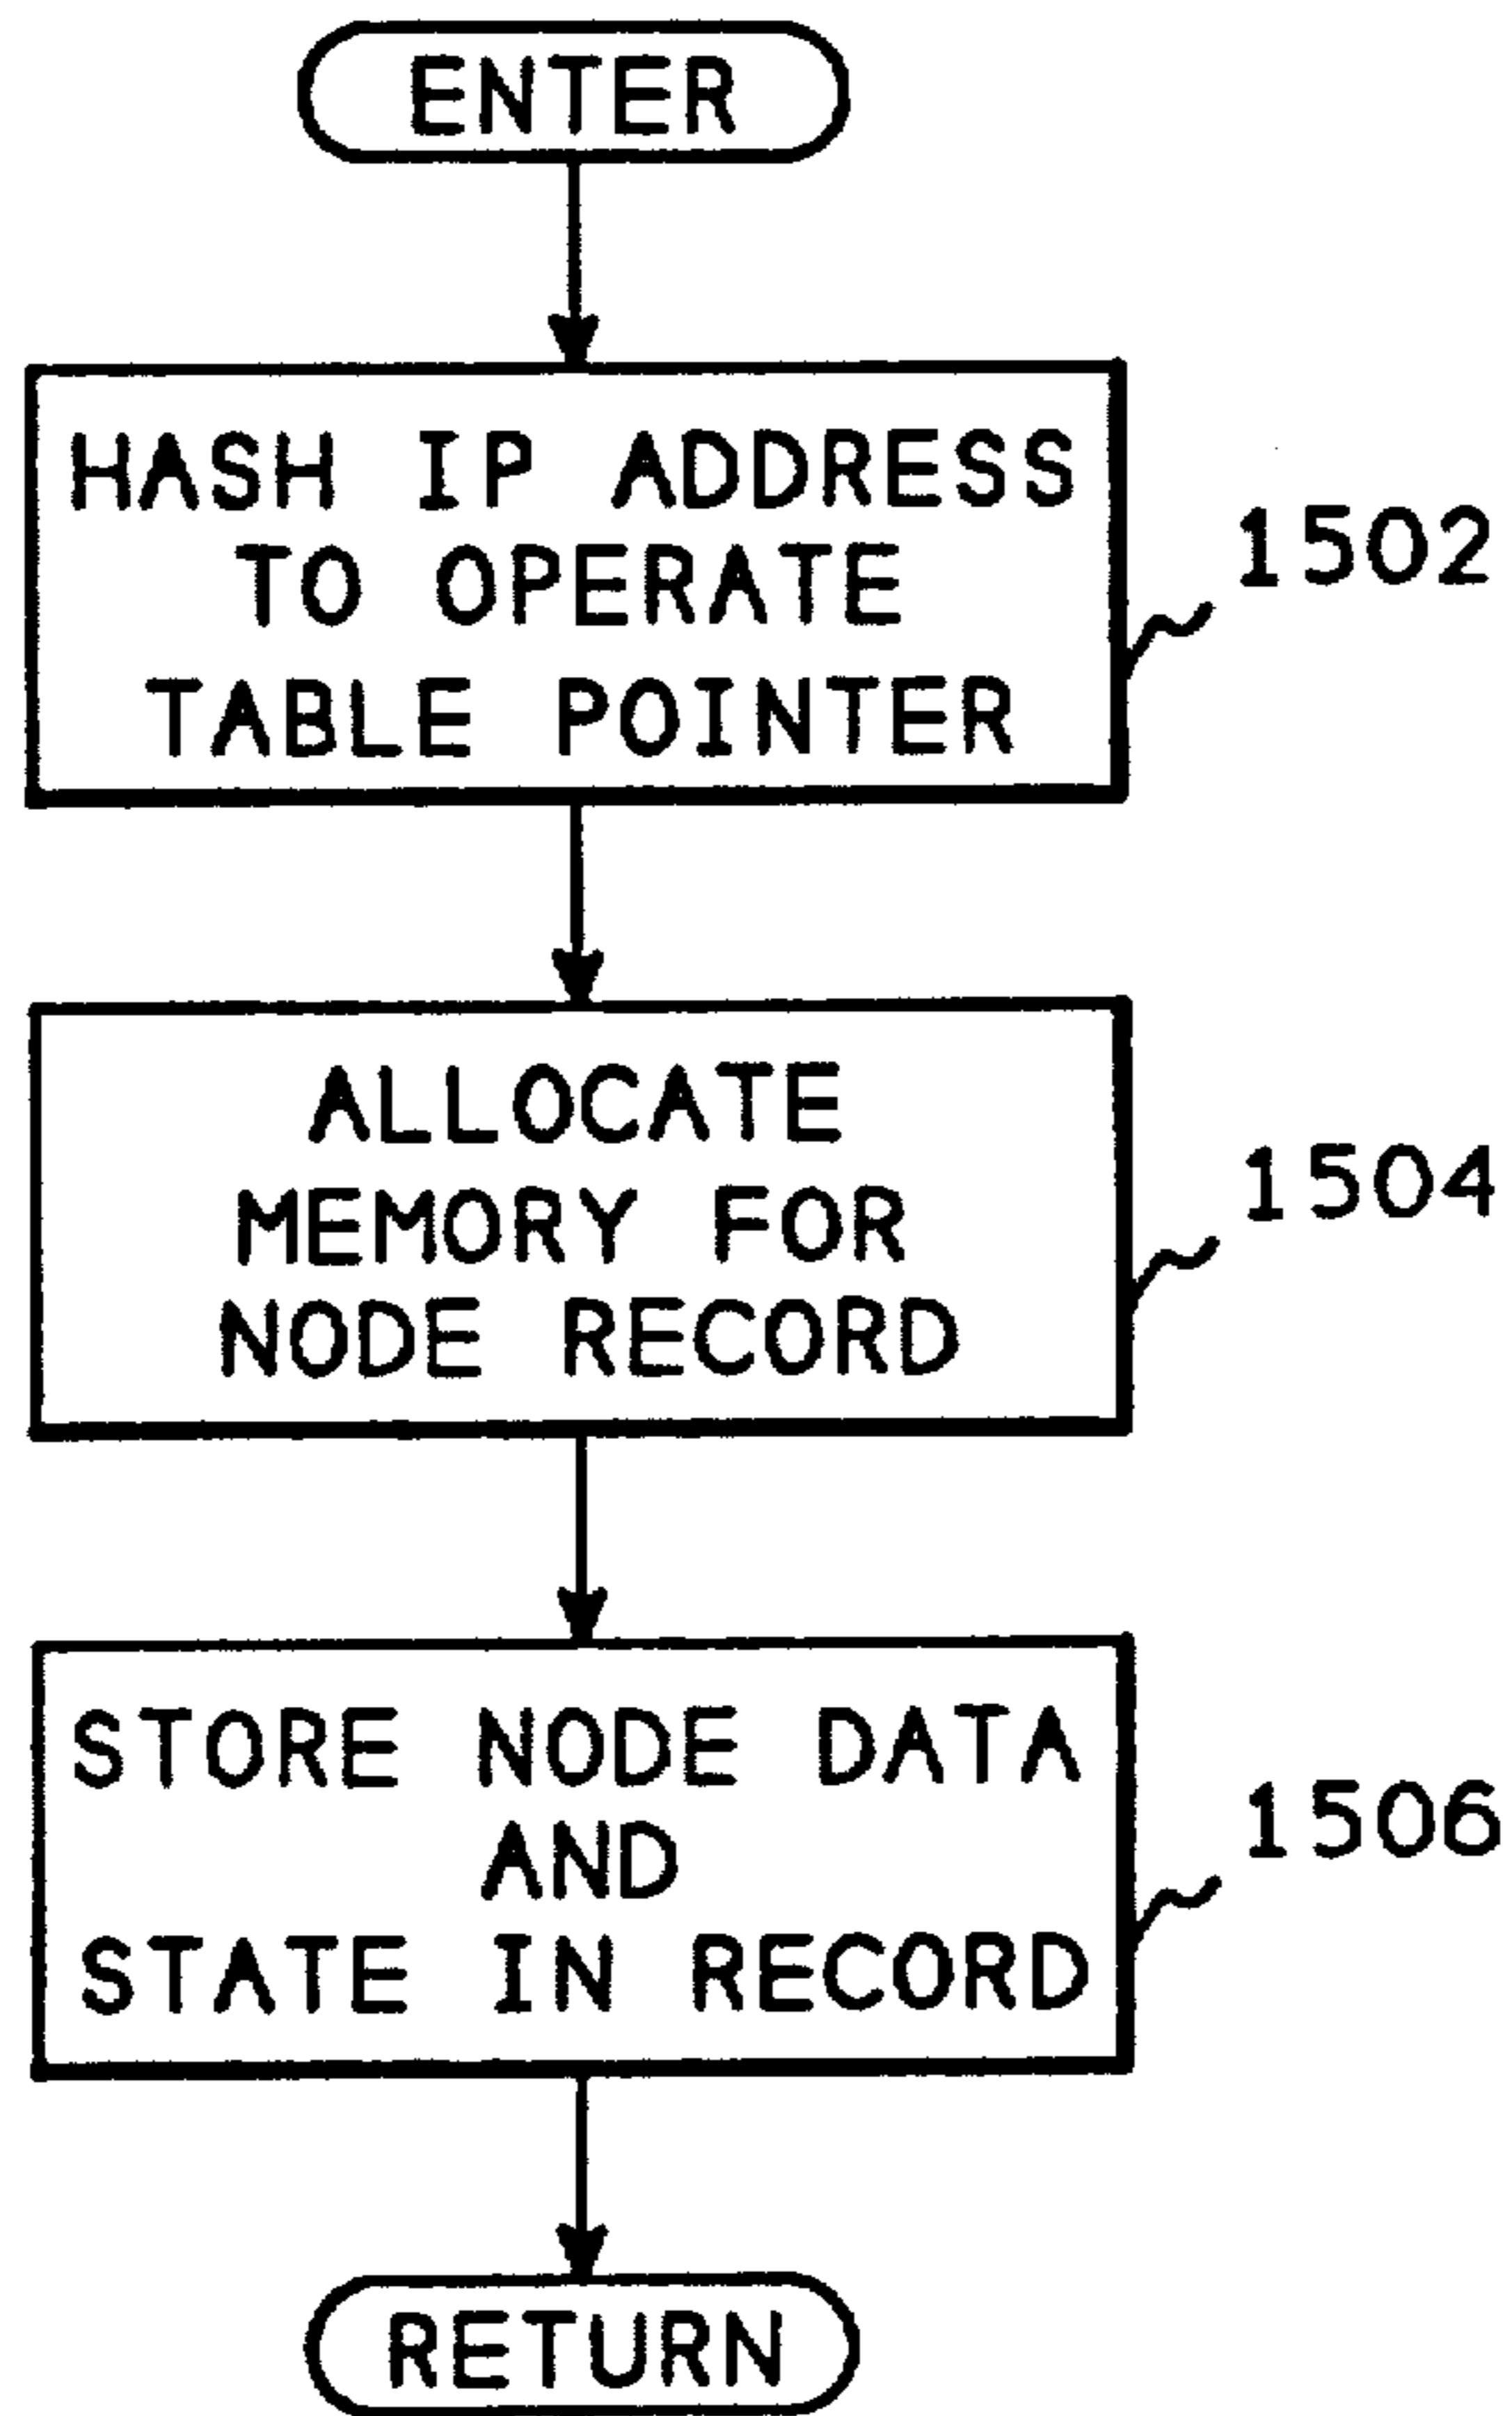 ENTER
HASH IP ADDRESS
TO OPERATE
TABLE POINTER
1502
ALLOCATE
MEMORY FOR
NODE RECORD
1504
STORE NODE DATA
AND
STATE IN RECORD
1506
RETURN